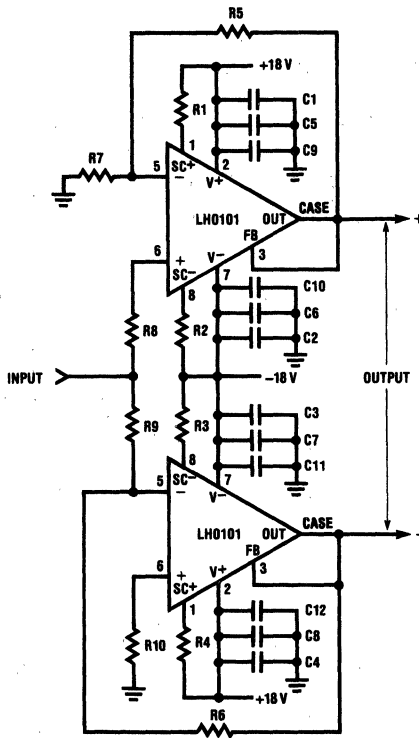 R5
+18 V
R1
C1
C5
C9
R7
1
5
SC+
−
V+
2
LH0101
OUT
CASE
+
6
+
FB
3
SC−
V−
8
7
C10
C6
C2
R8
R2
INPUT
−18 V
OUTPUT
R9
R3
C3
C7
C11
8
5
SC−
−
7
V−
LH0101
OUT
CASE
−
6
+
V+
FB
3
SC+
1
2
R10
R4
C12
C8
C4
+18 V
R6